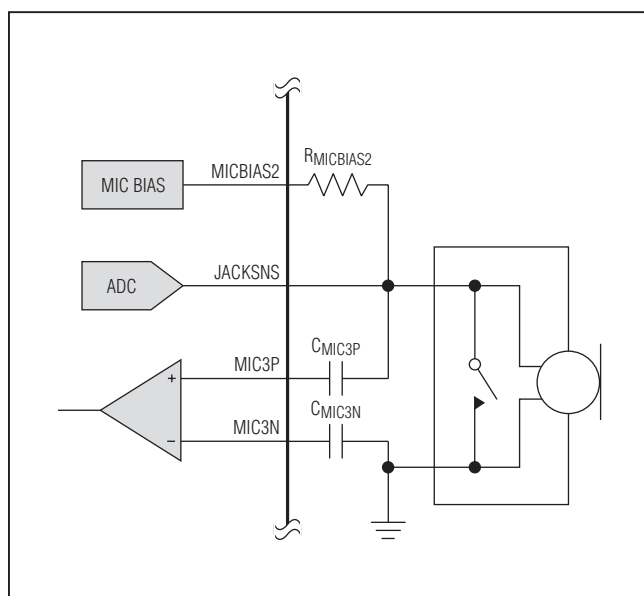 MICBIAS2
RMICBIAS2
MIC BIAS
JACKSNS
ADC
MIC3P
CMIC3P
+
MIC3N
CMIC3N
−